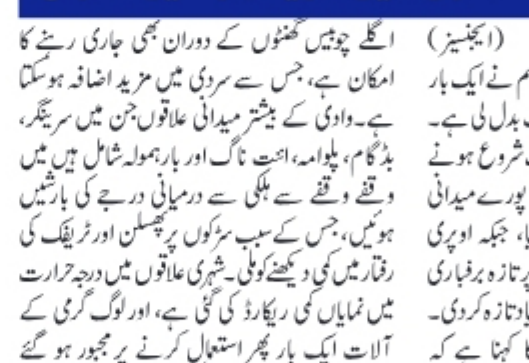 (ایجنسیز)
م نے ایک بار
بدل لی ہے۔
شروع ہونے
پورے میدانی
، جبکہ اوپری
تازہ برفباری
تازہ کردی۔
کہنا ہے کہ
اگلے چوبیس گھنٹوں کے دوران بھی جاری رہنے کا
امکان ہے، جس سے سردی میں مزید اضافہ ہوسکتا
ہے۔ وادی کے بیشتر میدانی علاقوں جن میں سرینگر،
بڈگام، پلوامہ، اننت ناگ اور بارہمولہ شامل ہیں میں
وقفے وقفے سے ہلکی سے درمیانی درجے کی بارشیں
ہوئیں، جس کے سبب سڑکوں پر پھسلن اور ٹریفک کی
رفتار میں کمی دیکھنے کو ملی۔ شہری علاقوں میں درجہ حرارت
میں نمایاں کمی ریکارڈ کی گئی ہے، اور لوگ گرمی کے
آلات ایک بار پھر استعمال کرنے پر مجبور ہو گئے